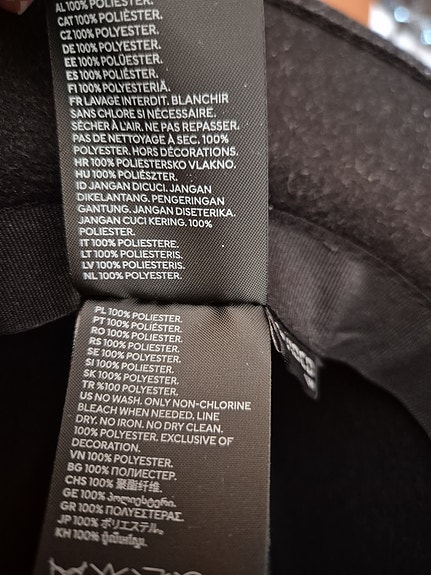 AL 100% POLIESTER.
CAT 100% POLIÈSTER.
CZ 100% POLYESTER.
DE 100% POLYESTER.
EE 100% POLÜESTER.
ES 100% POLIÉSTER.
FI 100% POLYESTERIÄ.
FR LAVAGE INTERDIT. BLANCHIR
SANS CHLORE SI NÉCESSAIRE.
SÉCHER À L'AIR. NE PAS REPASSER.
PAS DE NETTOYAGE À SEC. 100%
POLYESTER. HORS DÉCORATIONS.
HR 100% POLIESTERSKO VLAKNO.
HU 100% POLIÉSZTER.
ID JANGAN DICUCI. JANGAN
DIKELANTANG. PENGERINGAN
GANTUNG. JANGAN DISETERIKA.
JANGAN CUCI KERING. 100%
POLIESTER.
IT 100% POLIESTERE.
LT 100% POLIESTERIS.
LV 100% POLIESTERIS.
NL 100% POLYESTER.
PL 100% POLIESTER.
PT 100% POLIÉSTER.
RO 100% POLIESTER.
RS 100% POLIESTER.
SE 100% POLYESTER.
SI 100% POLIESTER.
SK 100% POLYESTER.
TR %100 POLYESTER.
US NO WASH. ONLY NON-CHLORINE
BLEACH WHEN NEEDED. LINE
DRY. NO IRON. NO DRY CLEAN.
100% POLYESTER. EXCLUSIVE OF
DECORATION.
VN 100% POLYESTER.
BG 100% ПОЛИЕСТЕР.
CHS 100% 聚酯纤维.
GE 100% პოლიესტერი.
GR 100% ΠΟΛΥΕΣΤΕΡΑΣ.
JP 100% ポリエステル。
KH 100%